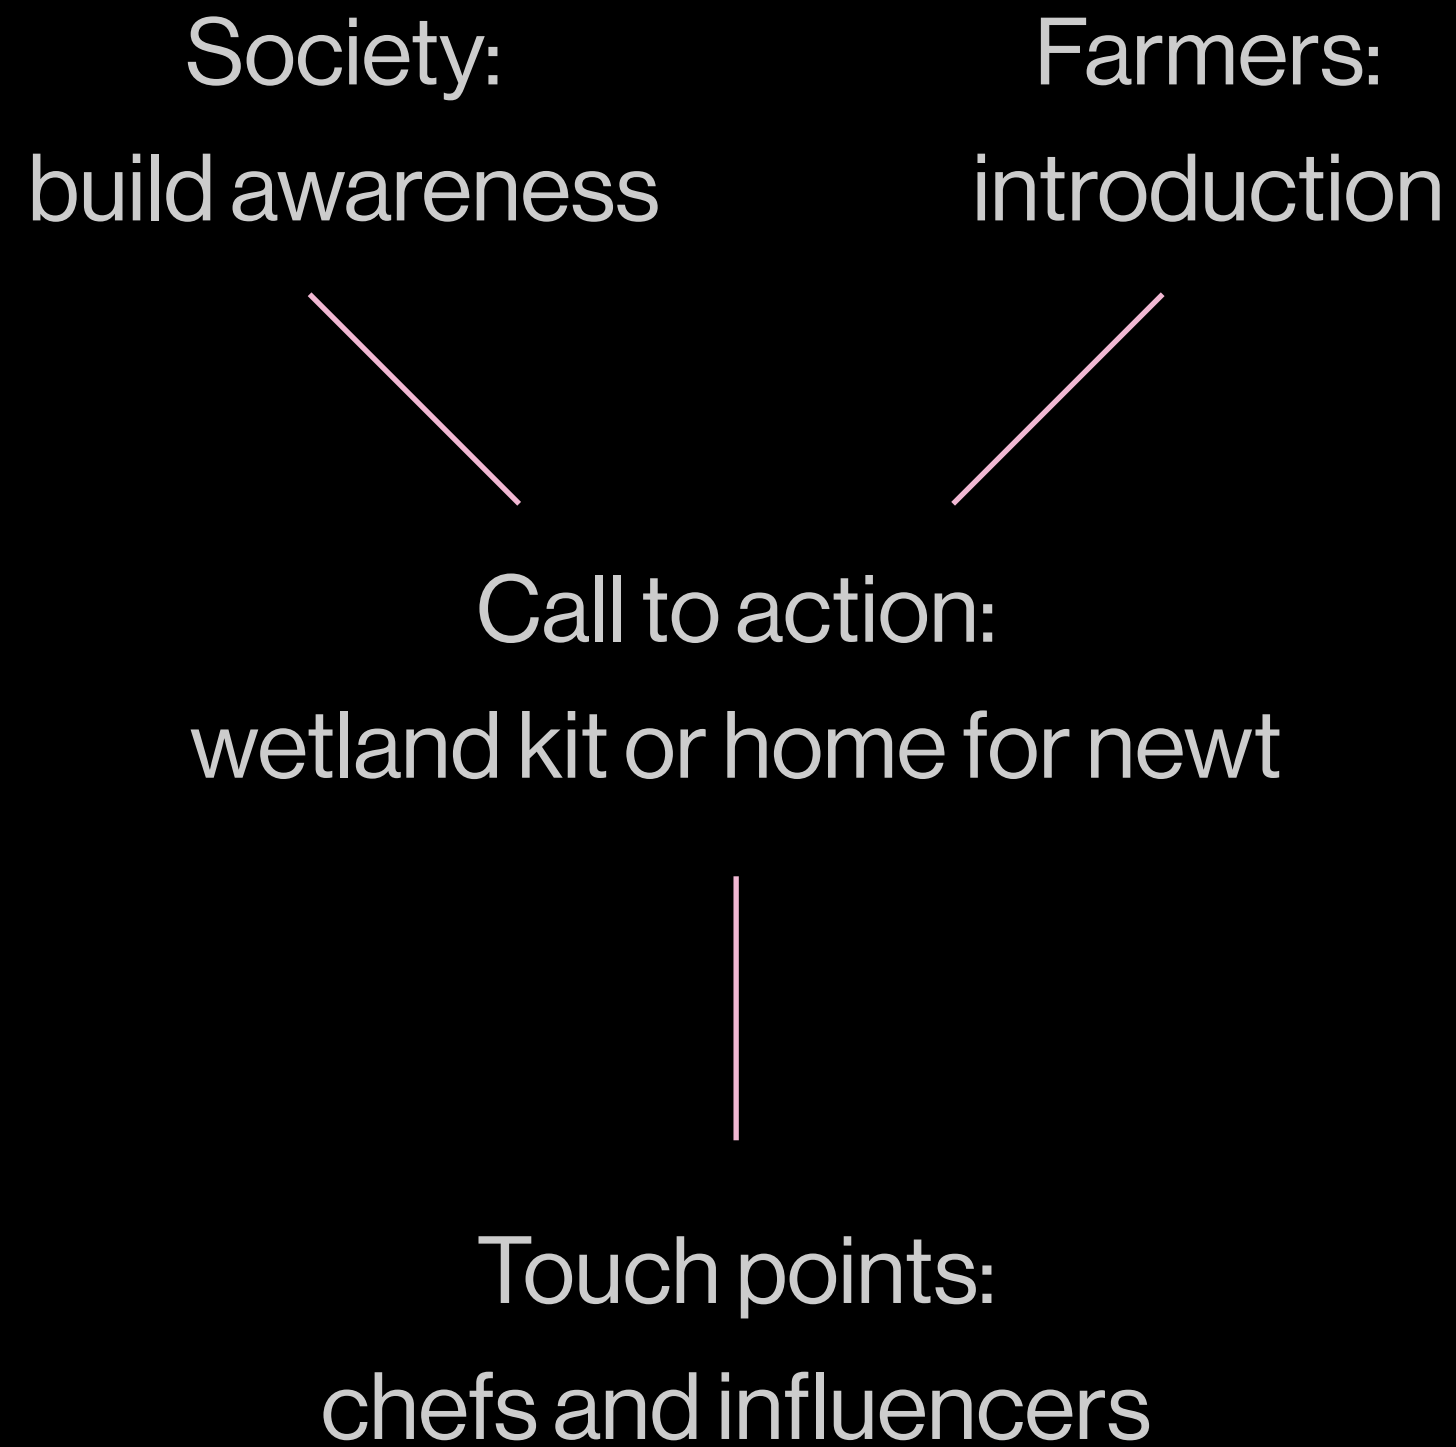 Society:
build awareness
Farmers:
introduction
Call to action:
wetland kit or home for newt
Touch points:
chefs and influencers